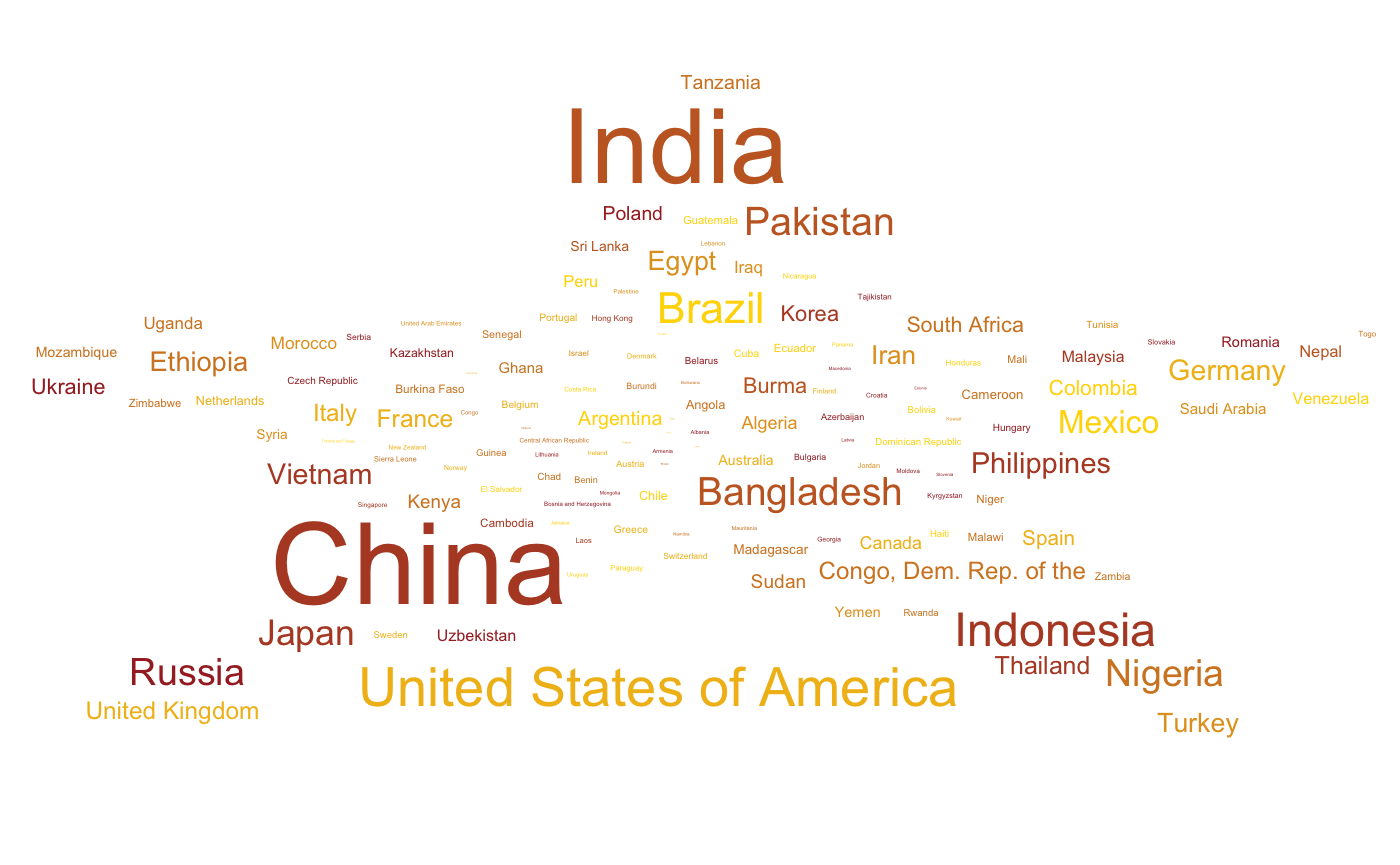 Tanzania
India
Poland
Guatemala
Pakistan
Sri Lanka
Lebanon
Egypt
Iraq
Peru
Nicaragua
Palestine
Tajikistan
Brazil
Korea
Uganda
United Arab Emirates
Portugal
Hong Kong
South Africa
Tunisia
Morocco
Serbia
Senegal
Slovakia
Romania
Togo
Mozambique
Ethiopia
Kazakhstan
Israel
Denmark
Cuba
Ecuador
Panama
Iran
Honduras
Mali
Malaysia
Nepal
Ghana
Belarus
Macedonia
Germany
Ukraine
Czech Republic
Burkina Faso
Costa Rica
Burundi
Botswana
Burma
Finland
Croatia
Estonia
Cameroon
Colombia
Zimbabwe
Netherlands
Italy
France
Congo
Belgium
Argentina
Angola
Algeria
Azerbaijan
Bolivia
Kuwait
Mexico
Saudi Arabia
Venezuela
Syria
New Zealand
Central African Republic
Albania
Latvia
Dominican Republic
Hungary
Sierra Leone
Guinea
Lithuania
Ireland
Armenia
Vietnam
Norway
Austria
Australia
Bulgaria
Jordan
Moldova
Slovenia
Philippines
Chad
Benin
El Salvador
Mongolia
Chile
Bangladesh
Kyrgyzstan
Niger
Singapore
Kenya
Bosnia and Herzegovina
Cambodia
Jamaica
Greece
Namibia
Mauritania
China
Laos
Georgia
Canada
Haiti
Malawi
Spain
Switzerland
Madagascar
Uruguay
Paraguay
Sudan
Congo, Dem. Rep. of the
Zambia
Yemen
Rwanda
Japan
Sweden
Uzbekistan
Indonesia
Russia
Thailand
Nigeria
United States of America
United Kingdom
Turkey